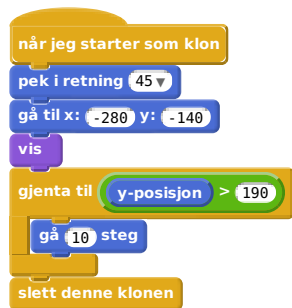 når jeg starter som klon
pek i retning 45▼
gå til x: -280 y: -140
vis
gjenta til y-posisjon > 190
gå 10 steg
slett denne klonen